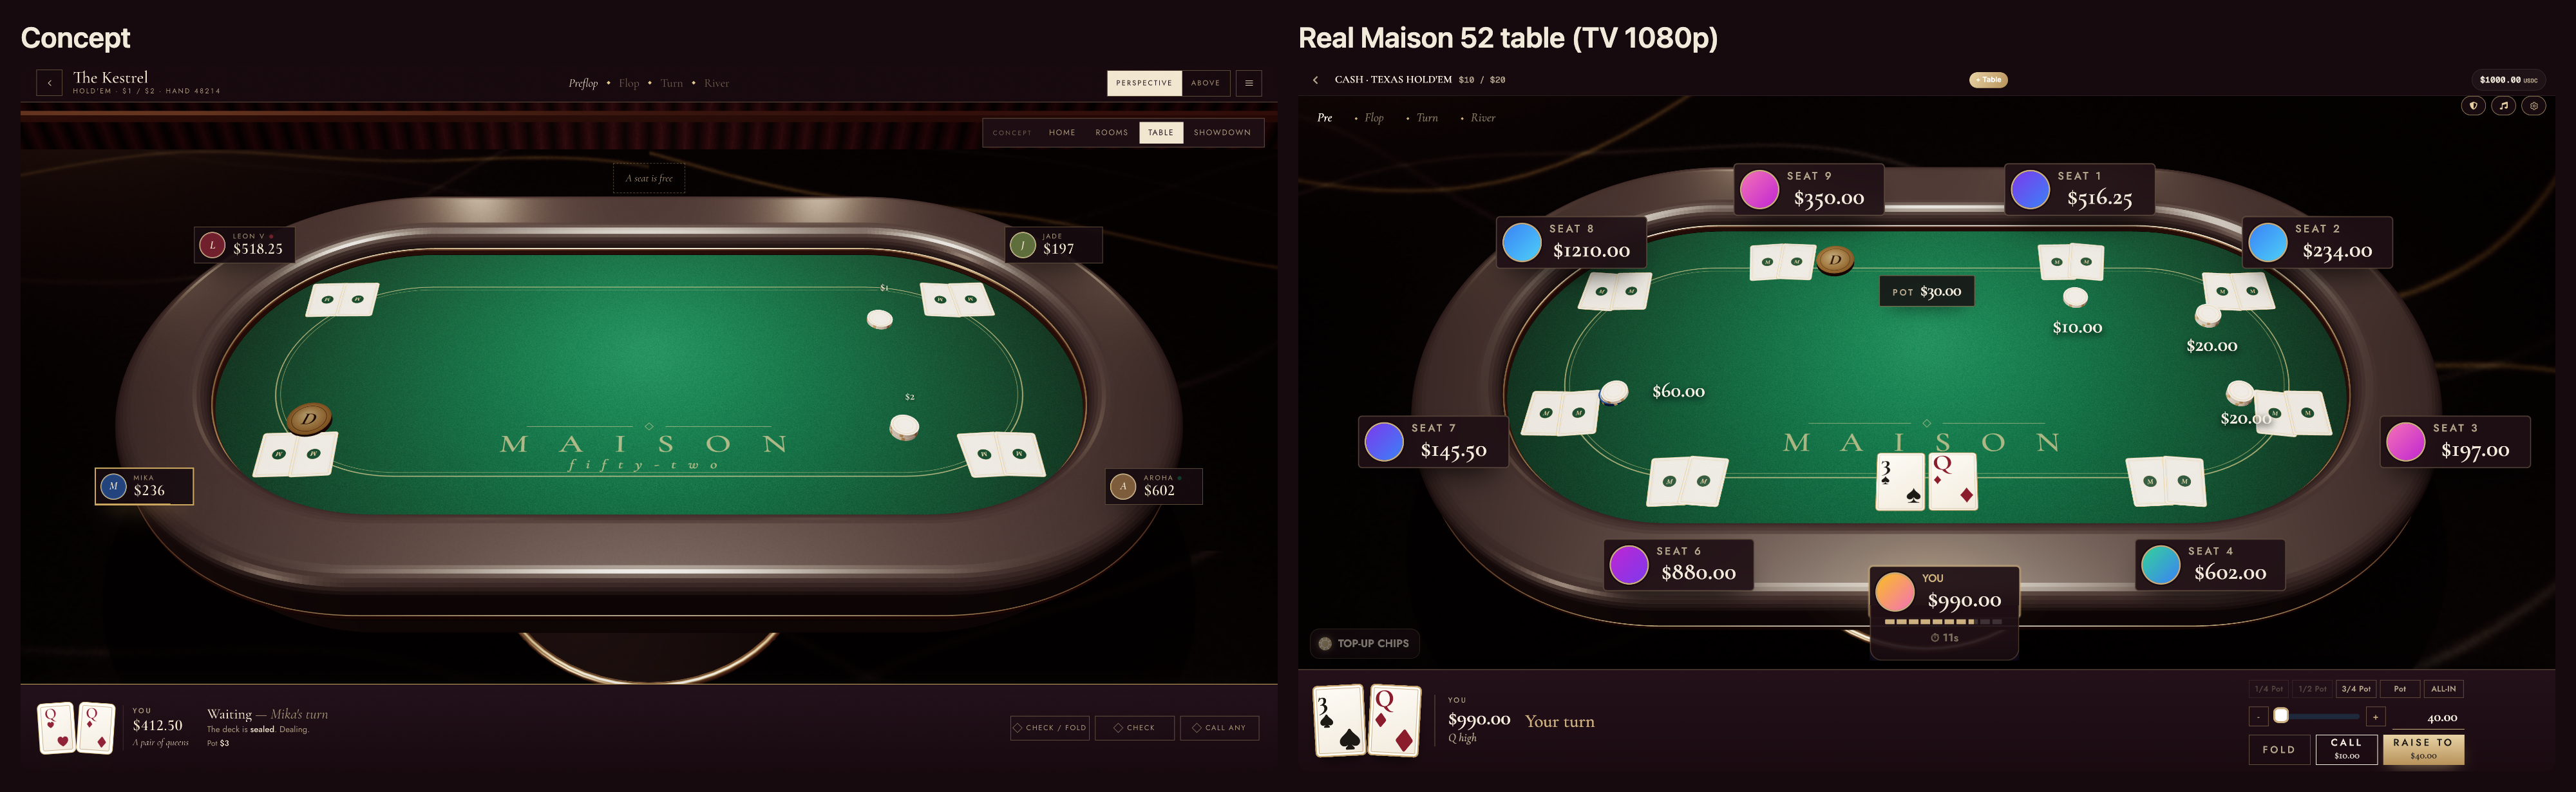 Concept
The Kestrel
HOLD'EM · $1 / $2 · HAND 48214
Preflop • Flop • Turn • River
PERSPECTIVE ABOVE
CONCEPT HOME ROOMS TABLE SHOWDOWN
A seat is free
L LEON V
$518.25
J JADE
$197
M M
M M
$1
$2
D
MAISON
fifty-two
M M
M M
M MIKA
$236
A AROHA
$602
Q Q
YOU
$412.50
A pair of queens
Waiting — Mika's turn
The deck is sealed. Dealing.
Pot $3
CHECK / FOLD
CHECK
CALL ANY
Real Maison 52 table (TV 1080p)
CASH · TEXAS HOLD'EM $10 / $20
+ Table
$1000.00 USDC
Pre • Flop • Turn • River
SEAT 9
$350.00
SEAT 1
$516.25
SEAT 8
$1210.00
SEAT 2
$234.00
M M
D
M M
M M
M M
POT $30.00
$10.00
$20.00
$60.00
$20.00
M M
M M
SEAT 7
$145.50
SEAT 3
$197.00
MAISON
3 Q
M M
M M
SEAT 6
$880.00
SEAT 4
$602.00
YOU
$990.00
11s
TOP-UP CHIPS
3 Q
YOU
$990.00
Q high
Your turn
1/4 Pot 1/2 Pot 3/4 Pot Pot ALL-IN
- + 40.00
FOLD
CALL
$10.00
RAISE TO
$40.00